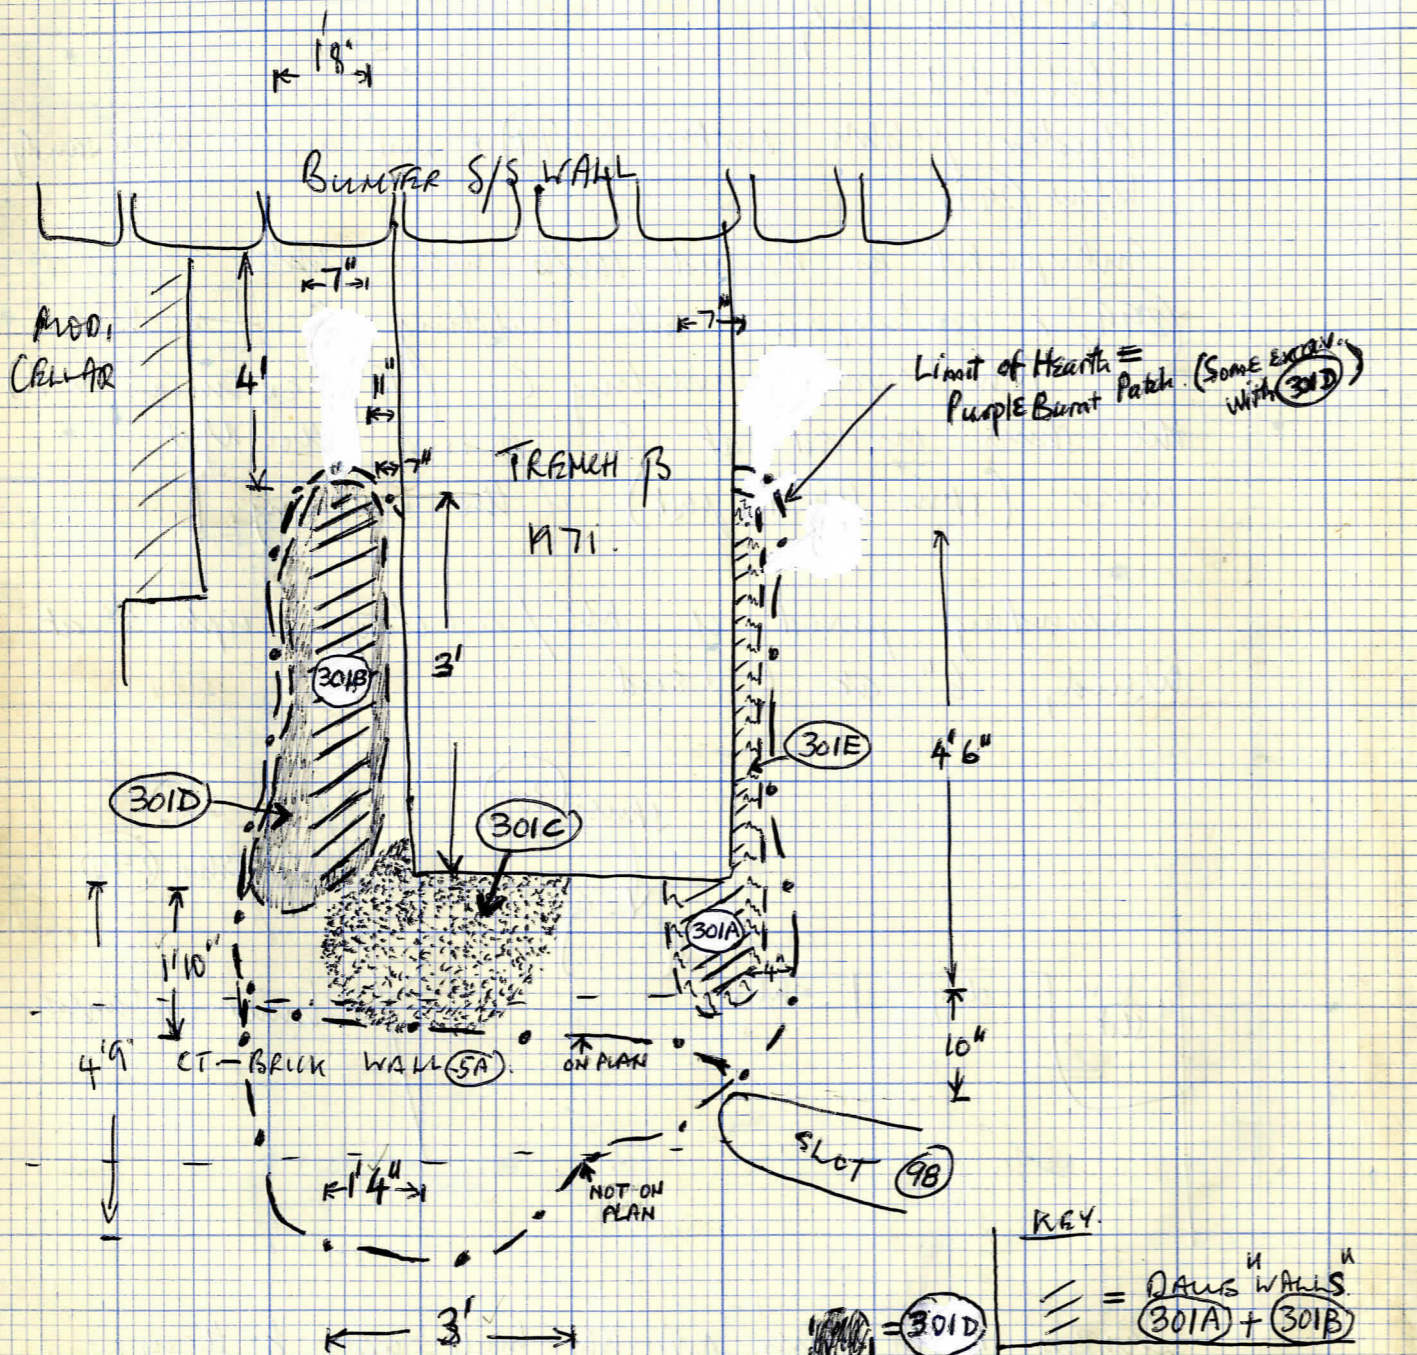 1'8"
BUNTER S/S WALL
7"
7"
MOD.
CELLAR
4'
11"
Limit of Hearth =
Purple Burnt Patch. (Some excav.
with 301D)
7"
TRENCH β
1971.
3'
301B
301E
4'6"
301D
301C
301A
4"
1'10"
10"
4'9"
CT-BRICK WALL 5A.
ON PLAN
SLOT 98
1'4"
NOT ON
PLAN
KEY.
= DAUB "WALLS"
301A + 301B
= 301D
3'